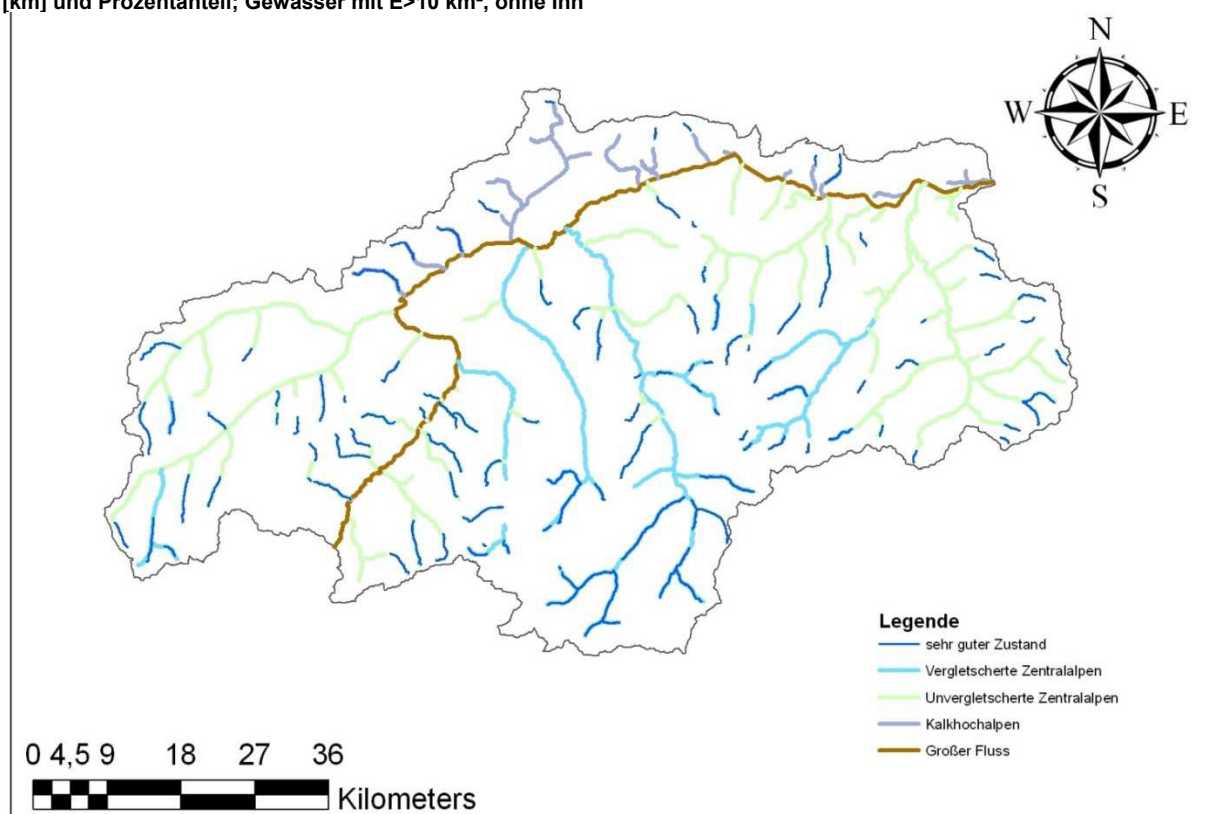 [km] und Prozentanteil; Gewässer mit E>10 km², ohne Inn
N
W E
S
Legende
sehr guter Zustand
Vergletscherte Zentralalpen
Unvergletscherte Zentralalpen
Kalkhochalpen
Großer Fluss
0 4,5 9 18 27 36
Kilometers